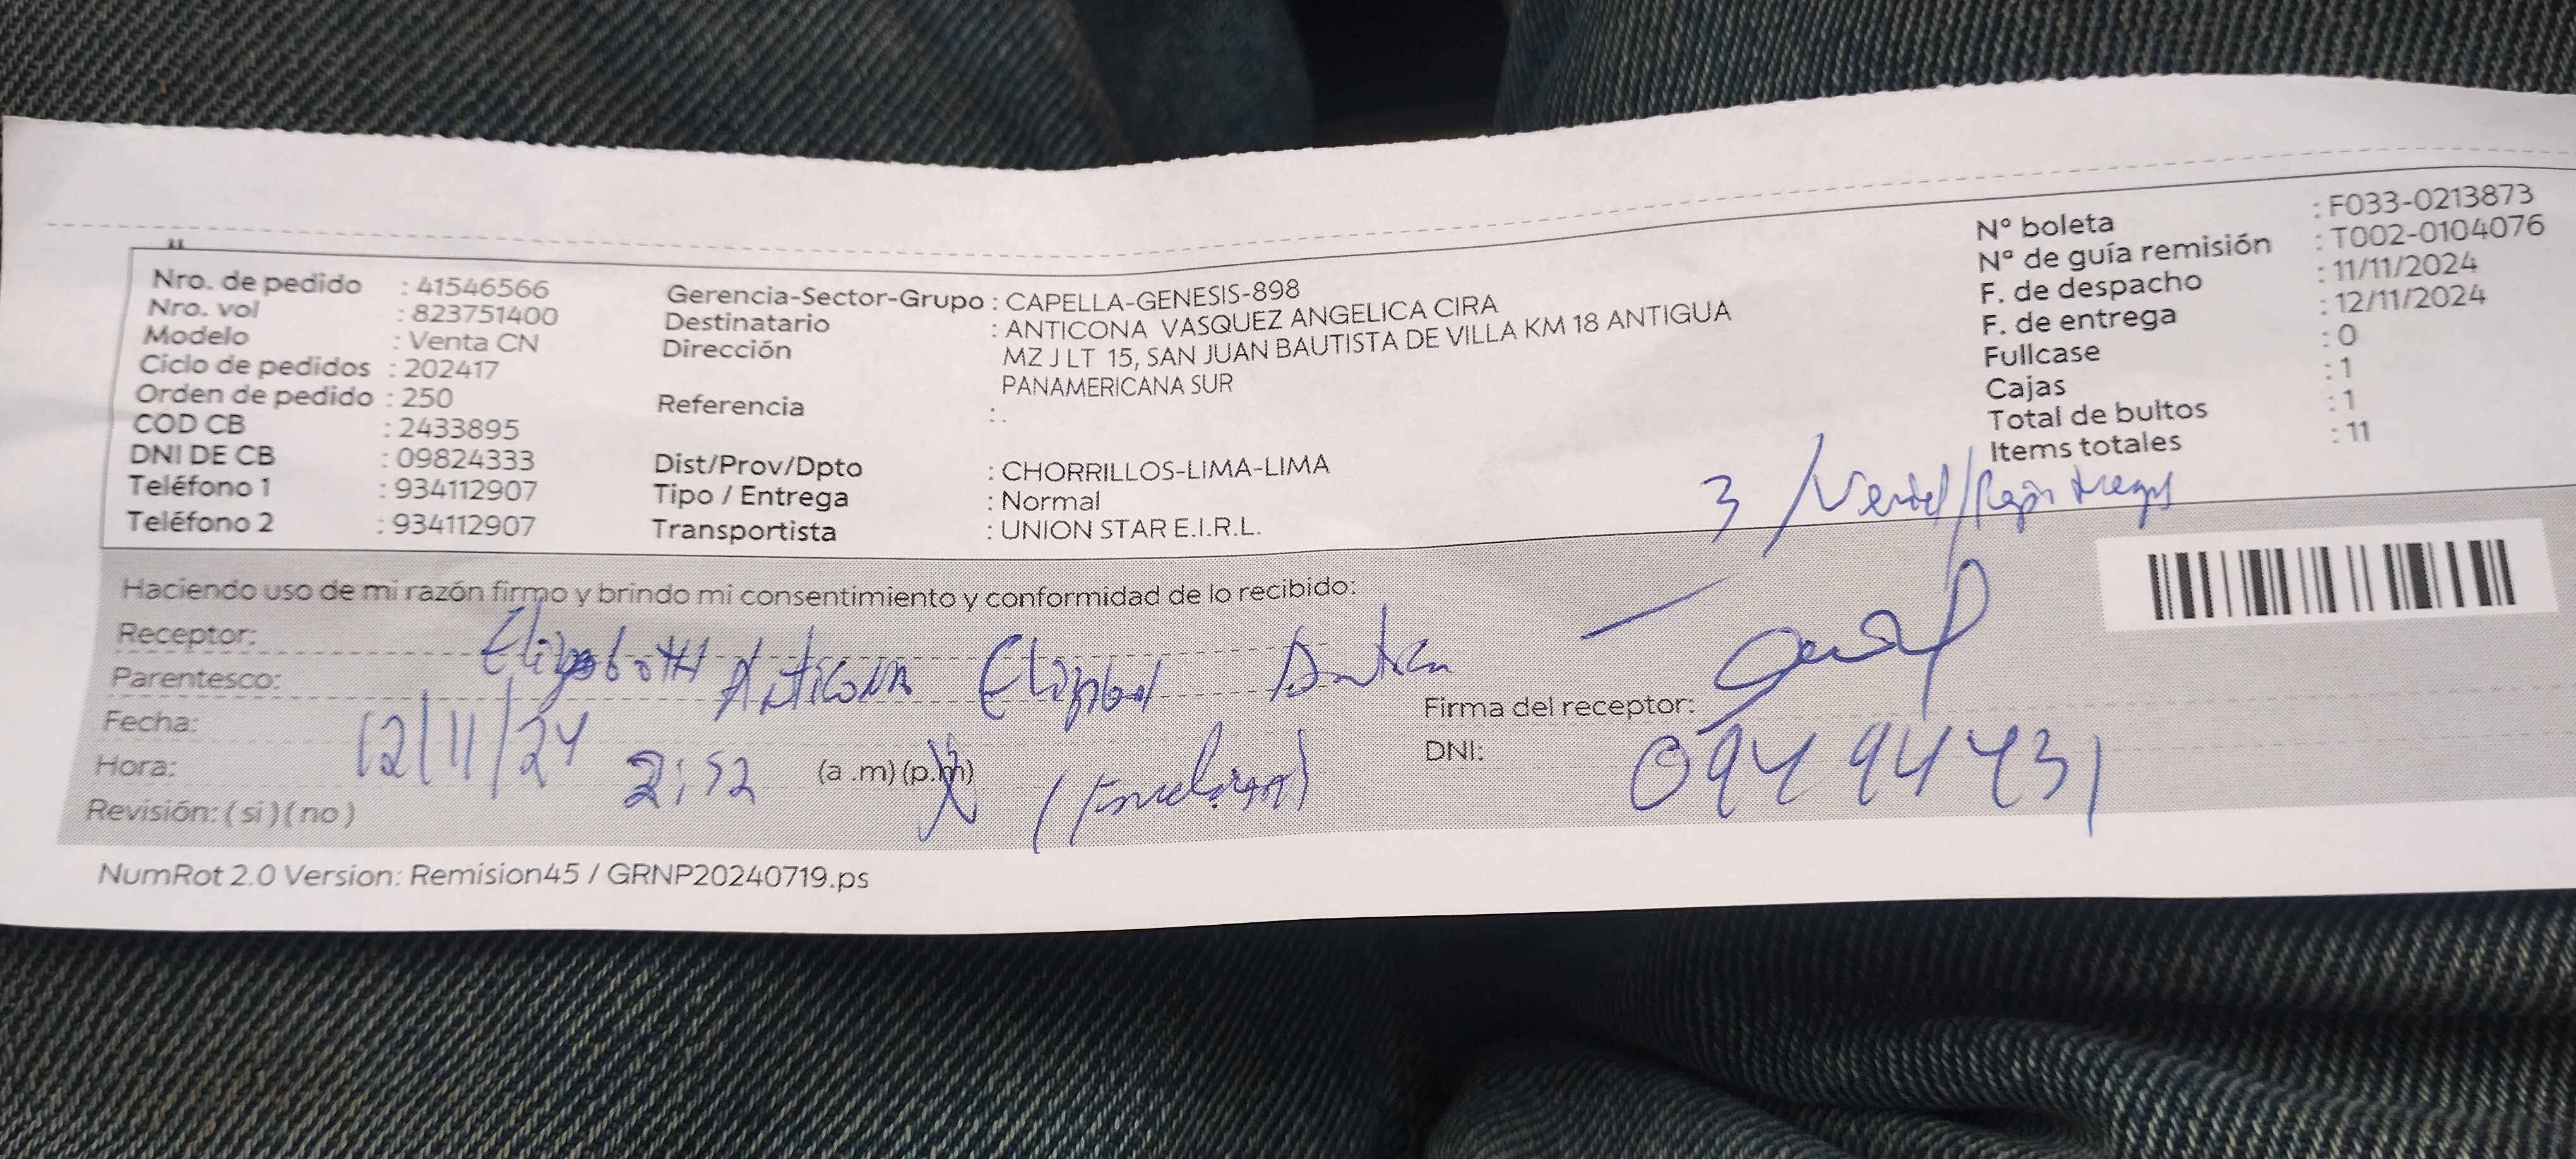 Nro. de pedido : 41546566
Nro. vol : 823751400
Modelo : Venta CN
Ciclo de pedidos : 202417
Orden de pedido : 250
COD CB : 2433895
DNI DE CB : 09824333
Teléfono 1 : 934112907
Teléfono 2 : 934112907
Gerencia-Sector-Grupo : CAPELLA-GENESIS-898
Destinatario : ANTICONA VASQUEZ ANGELICA CIRA
Dirección : MZ J LT 15, SAN JUAN BAUTISTA DE VILLA KM 18 ANTIGUA
PANAMERICANA SUR
Referencia : .
Dist/Prov/Dpto : CHORRILLOS-LIMA-LIMA
Tipo / Entrega : Normal
Transportista : UNION STAR E.I.R.L.
N° boleta : F033-0213873
N° de guía remisión : T002-0104076
F. de despacho : 11/11/2024
F. de entrega : 12/11/2024
Fullcase : 0
Cajas : 1
Total de bultos : 1
Items totales : 11
3 /
Haciendo uso de mi razón firmo y brindo mi consentimiento y conformidad de lo recibido:
Receptor: Elizabeth Anticona
Parentesco:
Fecha: 12/11/24
Hora: 2:52 (a .m) (p.m)
Revisión: ( si ) ( no )
Firma del receptor:
DNI: 09494431
NumRot 2.0 Version: Remision45 / GRNP20240719.ps